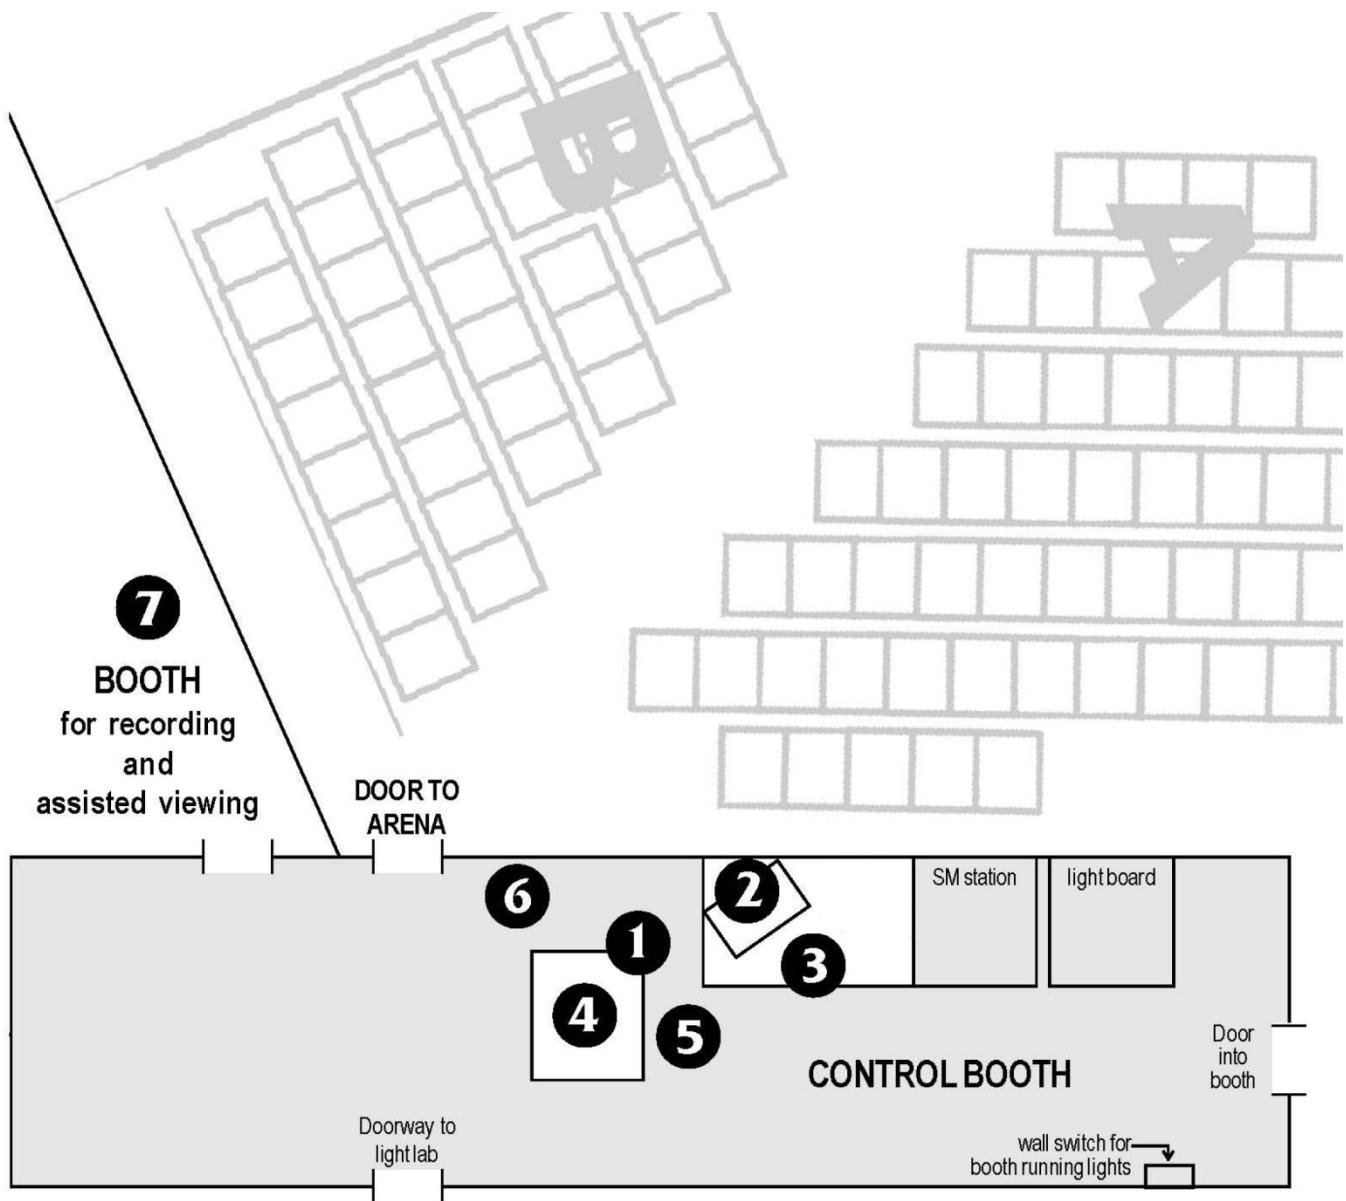 B
A
7
BOOTH
for recording
and
assisted viewing
DOOR TO
ARENA
6
1
2
3
SM station
light board
4
5
CONTROL BOOTH
Door
into
booth
Doorway to
light lab
wall switch for
booth running lights